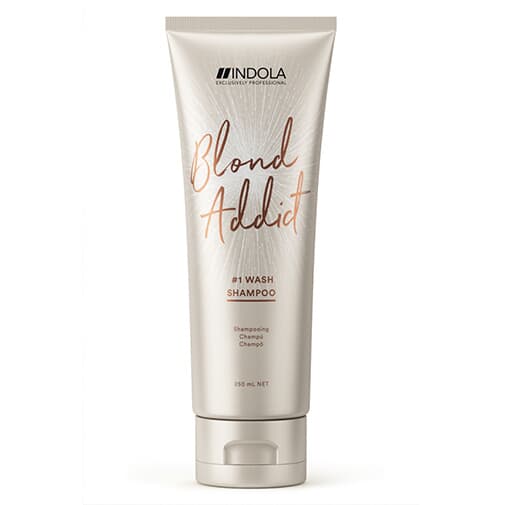 INDOLA
EXCLUSIVELY PROFESSIONAL
Blond
Addict
#1 WASH
SHAMPOO
Shampooing
Champú
Champô
250 mL NET